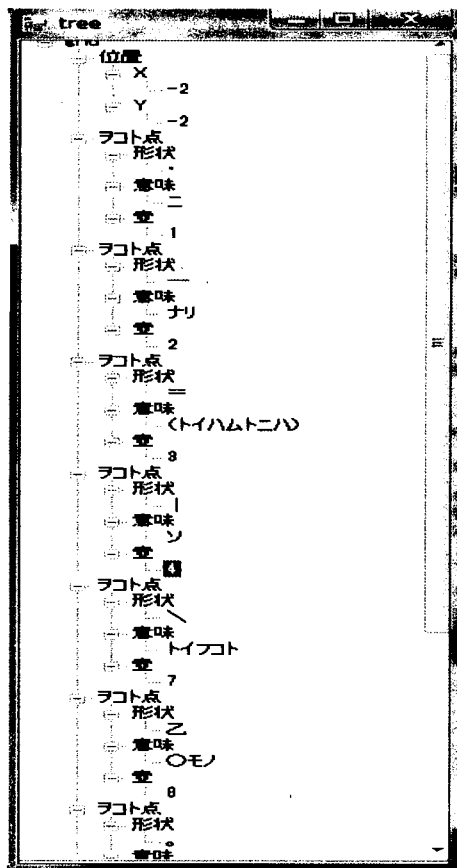 tree
grid
位置
X
-2
Y
-2
ヲコト点
形状
・
意味
ニ
壺
1
ヲコト点
形状
—
意味
ナリ
壺
2
ヲコト点
形状
＝
意味
〈トイハムトニハ〉
壺
3
ヲコト点
形状
｜
意味
ソ
壺
4
ヲコト点
形状
＼
意味
トイフコト
壺
7
ヲコト点
形状
乙
意味
〇モノ
壺
8
ヲコト点
形状
。
意味